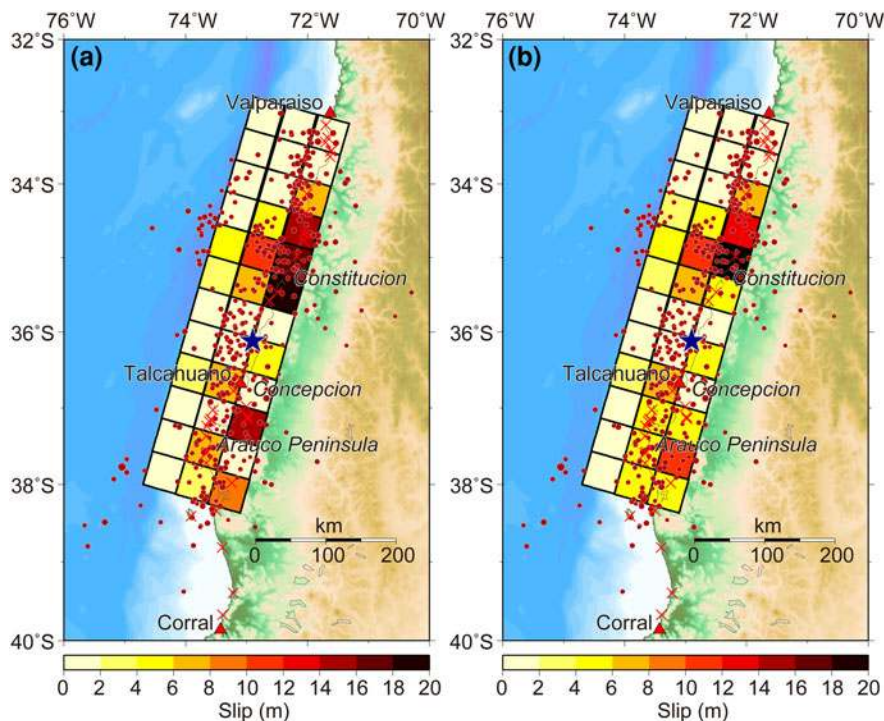 76°W 74°W 72°W 70°W 76°W 74°W 72°W 70°W
32°S (a) 32°S (b)
Valparaiso Valparaiso
34°S 34°S
Constitucion Constitucion
36°S 36°S
Talcahuano Talcahuano
Concepcion Concepcion
Arauco Peninsula Arauco Peninsula
38°S 38°S
km km
0 100 200 0 100 200
Corral Corral
40°S 40°S
0 2 4 6 8 10 12 14 16 18 20 0 2 4 6 8 10 12 14 16 18 20
Slip (m) Slip (m)